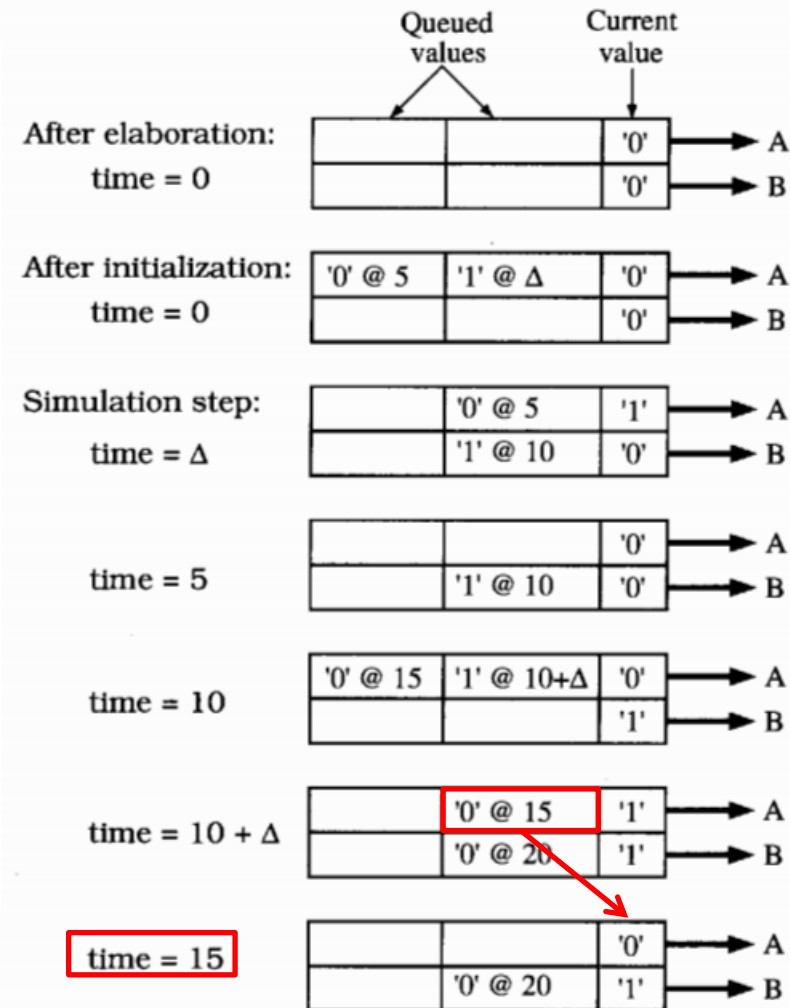 Queued Current
values value
After elaboration: '0' A
time = 0 '0' B
After initialization: '0' @ 5 '1' @ Δ '0' A
time = 0 '0' B
Simulation step: '0' @ 5 '1' A
time = Δ '1' @ 10 '0' B
'0' A
time = 5 '1' @ 10 '0' B
'0' @ 15 '1' @ 10+Δ '0' A
time = 10 '1' B
'0' @ 15 '1' A
time = 10 + Δ '0' @ 20 '1' B
'0' A
time = 15 '0' @ 20 '1' B